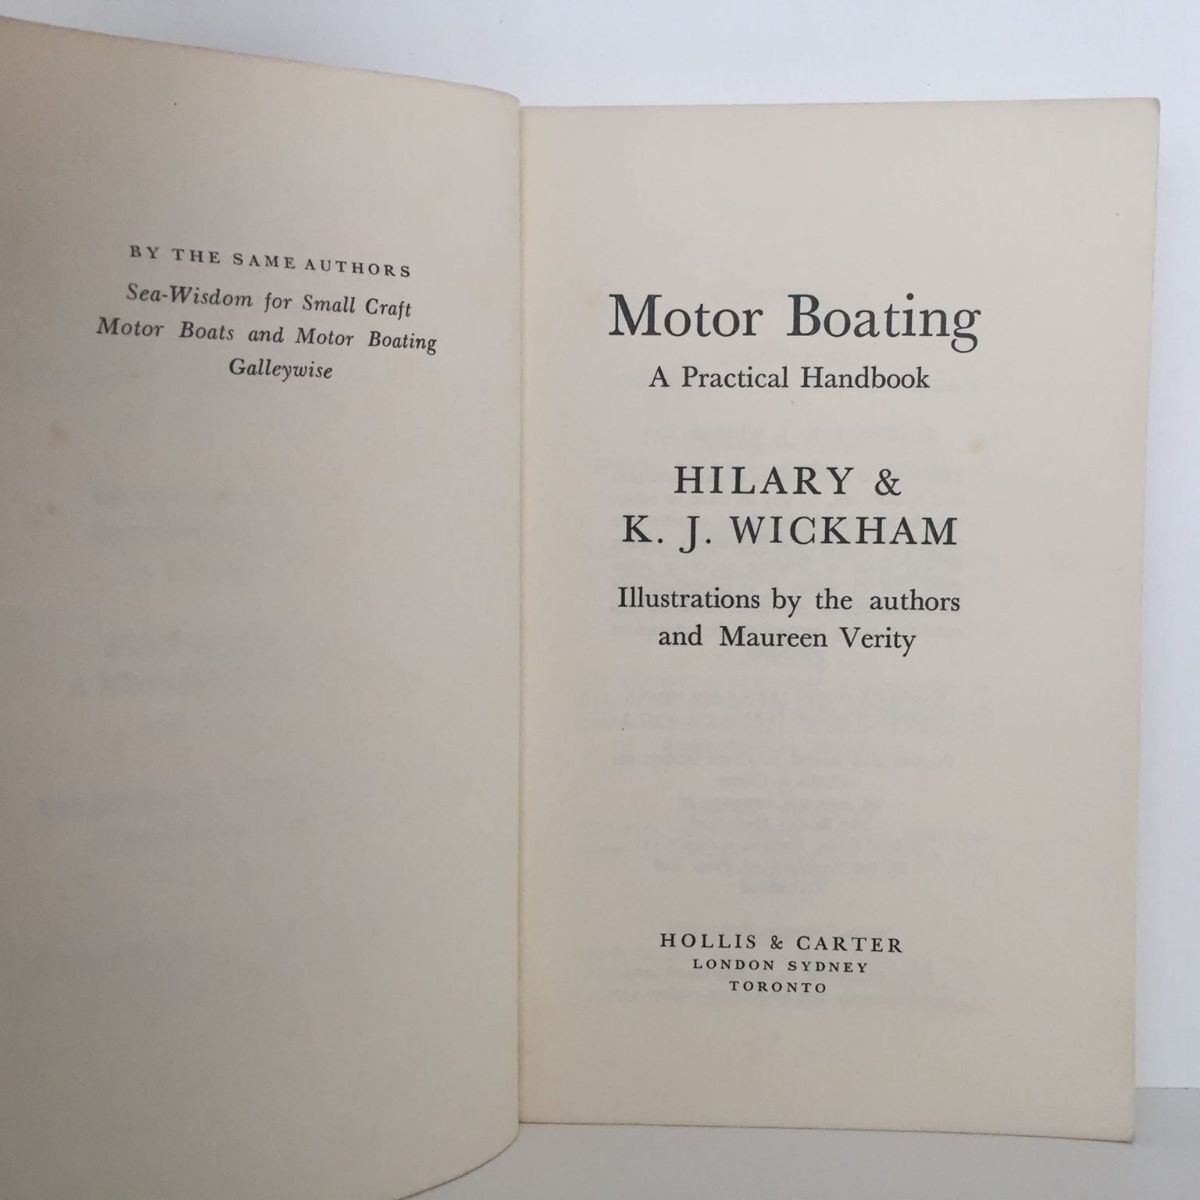 BY THE SAME AUTHORS
Sea-Wisdom for Small Craft
Motor Boats and Motor Boating
Galleywise
Motor Boating
A Practical Handbook
HILARY &
K. J. WICKHAM
Illustrations by the authors
and Maureen Verity
HOLLIS & CARTER
LONDON SYDNEY
TORONTO